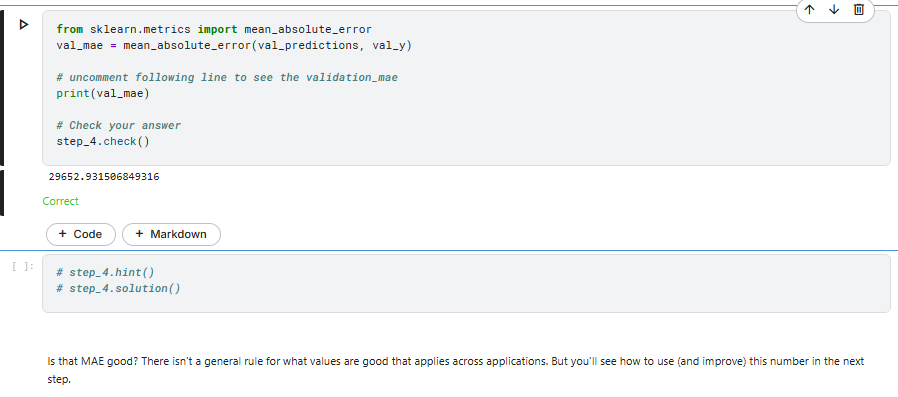 from sklearn.metrics import mean_absolute_error
val_mae = mean_absolute_error(val_predictions, val_y)
# uncomment following line to see the validation_mae
print(val_mae)
# Check your answer
step_4.check()
29652.931506849316
Correct
+ Code + Markdown
[ ]: # step_4.hint()
# step_4.solution()
Is that MAE good? There isn't a general rule for what values are good that applies across applications. But you'll see how to use (and improve) this number in the next
step.